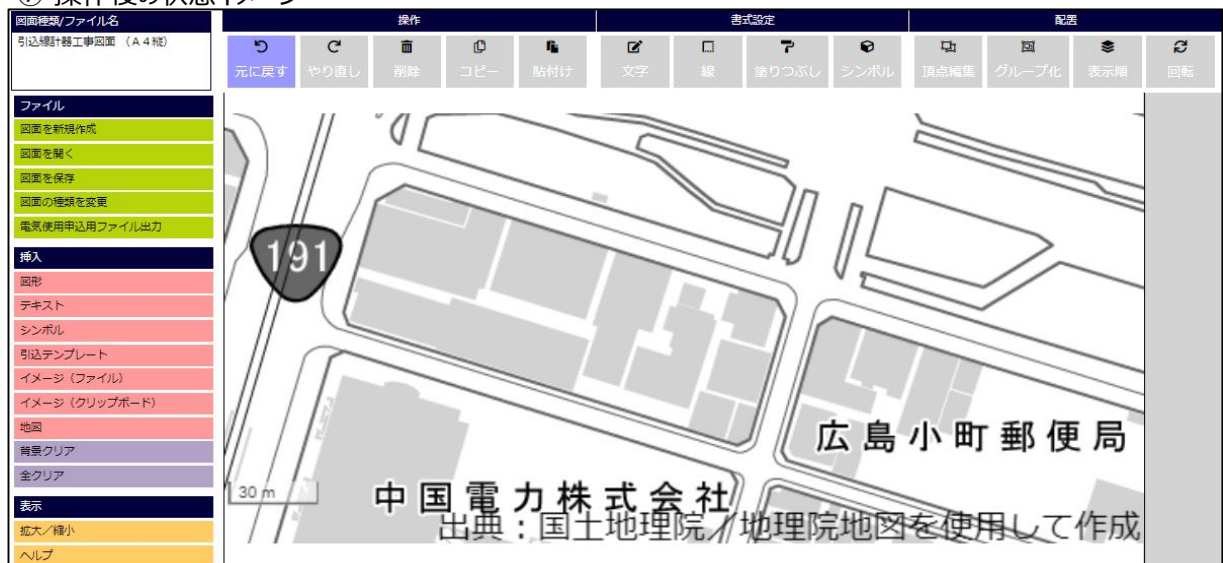 ⑦ 操作後の状態イメージ
図面種類/ファイル名
操作
書式設定
配置
引込線計器工事図面 （A4縦）
元に戻す
やり直し
削除
コピー
貼付け
文字
線
塗りつぶし
シンボル
頂点編集
グループ化
表示順
回転
ファイル
図面を新規作成
図面を開く
図面を保存
図面の種類を変更
電気使用申込用ファイル出力
挿入
図形
テキスト
シンボル
引込テンプレート
イメージ（ファイル）
イメージ（クリップボード）
地図
背景クリア
全クリア
表示
拡大／縮小
ヘルプ
191
広島小町郵便局
30 m
中国電力株式会社
出典：国土地理院／地理院地図を使用して作成